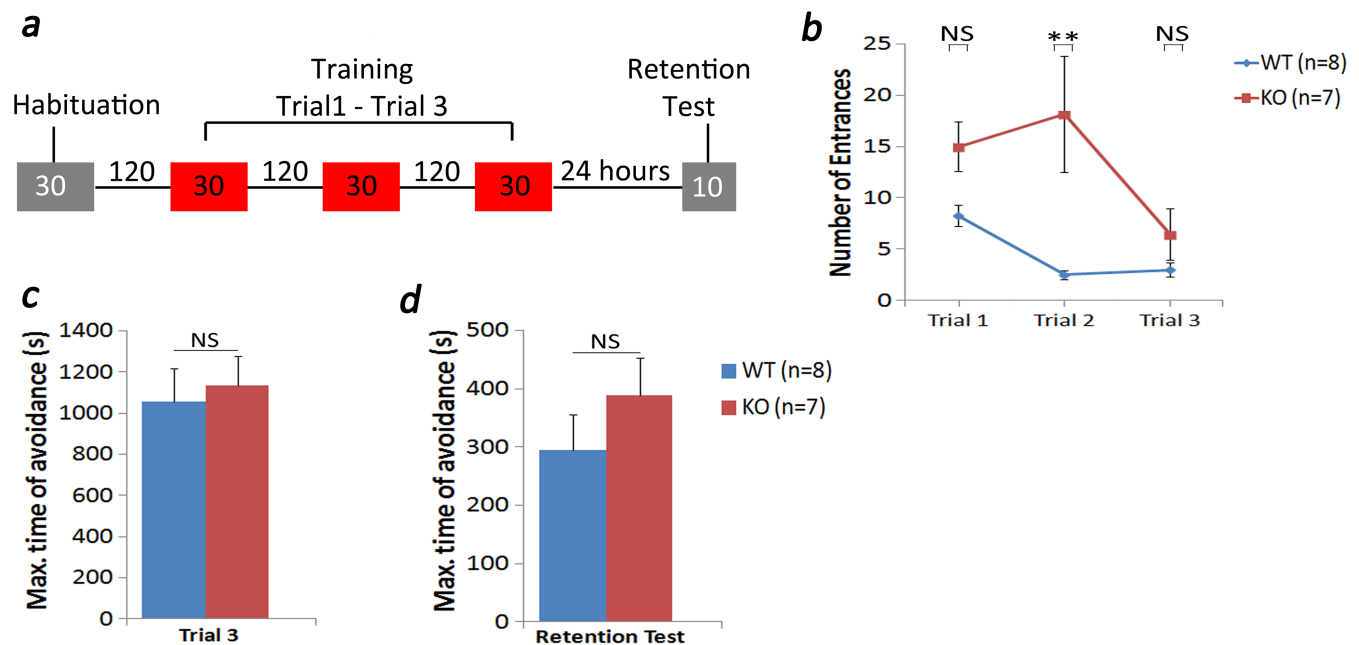 a
Training
Trial1 - Trial 3
Habituation
Retention
Test
30
120
30
120
30
120
30
24 hours
10
b
Number of Entrances
25
20
15
10
5
0
NS
**
NS
Trial 1
Trial 2
Trial 3
WT (n=8)
KO (n=7)
c
Max. time of avoidance (s)
1400
1200
1000
800
600
400
200
0
NS
Trial 3
d
Max. time of avoidance (s)
500
400
300
200
100
0
NS
Retention Test
WT (n=8)
KO (n=7)